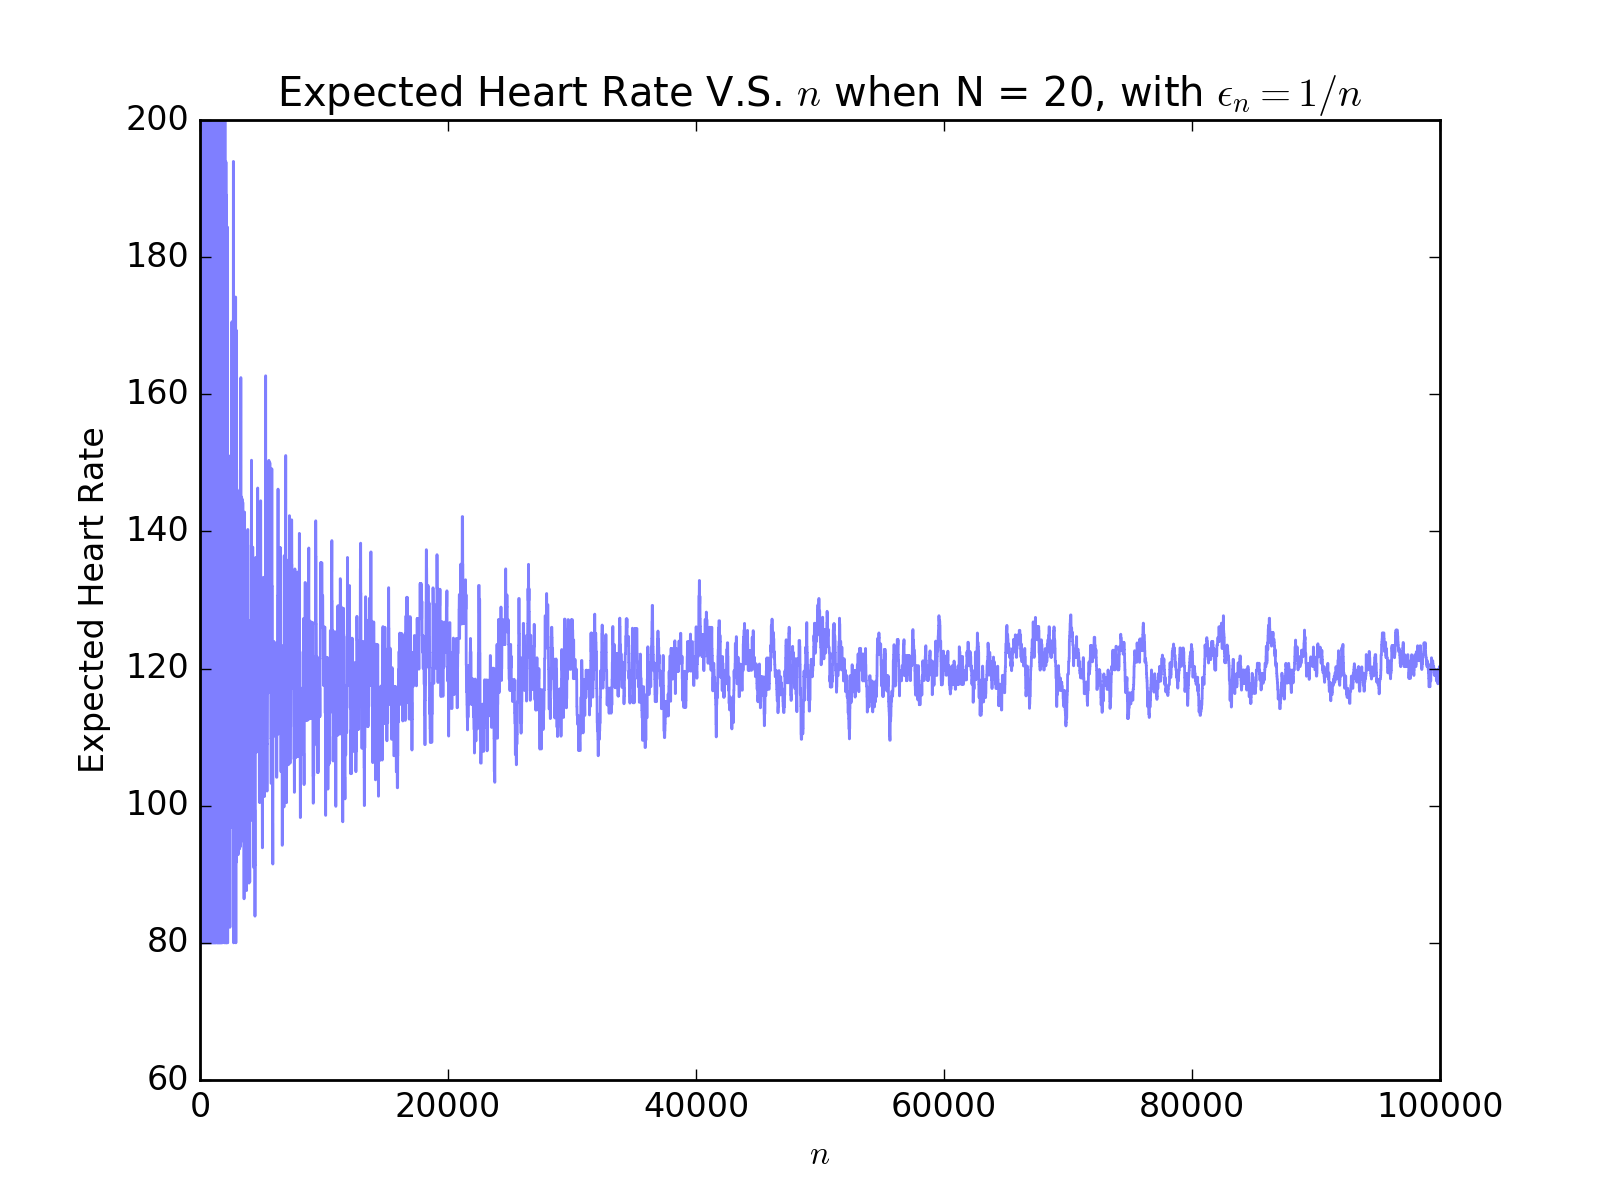 Expected Heart Rate V.S. n when N = 20, with ϵₙ = 1/n
200
180
160
140
120
100
80
60
Expected Heart Rate
0 20000 40000 60000 80000 100000
n